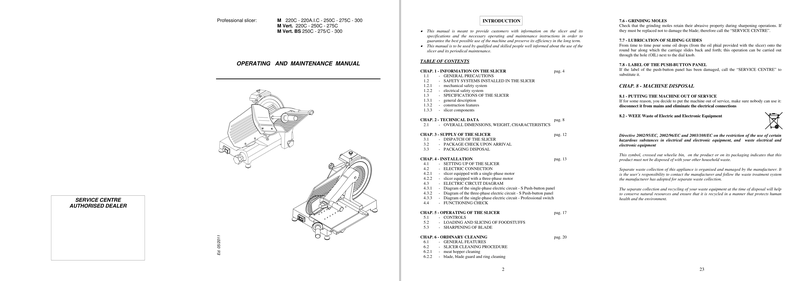 SERVICE CENTRE
AUTHORISED DEALER
Professional slicer:
M 220C - 220A.I.C - 250C - 275C - 300
M Vert. 220C - 250C - 275C
M Vert. BS 250C - 275/C - 300
OPERATING AND MAINTENANCE MANUAL
Ed. 05/2011
INTRODUCTION
• This manual is meant to provide customers with information on the slicer and its
specifications and the necessary operating and maintenance instructions in order to
guarantee the best possible use of the machine and preserve its efficiency in the long term.
• This manual is to be used by qualified and skilled people well informed about the use of the
slicer and its periodical maintenance.
TABLE OF CONTENTS
CHAP. 1 - INFORMATION ON THE SLICER pag. 4
1.1 - GENERAL PRECAUTIONS
1.2 - SAFETY SYSTEMS INSTALLED IN THE SLICER
1.2.1 - mechanical safety system
1.2.2 - electrical safety system
1.3 - SPECIFICATIONS OF THE SLICER
1.3.1 - general description
1.3.2 - construction features
1.3.3 - slicer components
CHAP. 2 - TECHNICAL DATA pag. 8
2.1 - OVERALL DIMENSIONS, WEIGHT, CHARACTERISTICS
CHAP. 3 - SUPPLY OF THE SLICER pag. 12
3.1 - DISPATCH OF THE SLICER
3.2 - PACKAGE CHECK UPON ARRIVAL
3.3 - PACKAGING DISPOSAL
CHAP. 4 - INSTALLATION pag. 13
4.1 - SETTING UP OF THE SLICER
4.2 - ELECTRIC CONNECTION
4.2.1 - slicer equipped with a single-phase motor
4.2.2 - slicer equipped with a three-phase motor
4.3 - ELECTRIC CIRCUIT DIAGRAM
4.3.1 - Diagram of the single-phase electric circuit - S Push-button panel
4.3.2 - Diagram of the three-phase electric circuit - S Push-button panel
4.3.3 - Diagram of the single-phase electric circuit - Professional switch
4.4 - FUNCTIONING CHECK
CHAP. 5 - OPERATING OF THE SLICER pag. 17
5.1 - CONTROLS
5.2 - LOADING AND SLICING OF FOODSTUFFS
5.3 - SHARPENING OF BLADE
CHAP. 6 - ORDINARY CLEANING pag. 20
6.1 - GENERAL FEATURES
6.2 - SLICER CLEANING PROCEDURE
6.2.1 - meat hopper cleaning
6.2.2 - blade, blade guard and ring cleaning
2
7.6 - GRINDING MOLES
Check that the grinding moles retain their abrasive property during sharpening operations. If
they must be replaced not to damage the blade; therefore call the "SERVICE CENTRE".
7.7 - LUBRICATION OF SLIDING GUIDES
From time to pour some oil drops (from the oil phial provided with the slicer) onto the
round bar along which the carriage slides back and forth; this operation can be carried out
through the hole (OIL) next to the dial knob.
7.8 - LABEL OF THE PUSH-BUTTON PANEL
If the label of the push-button panel has been damaged, call the "SERVICE CENTRE" to
substitute it.
CHAP. 8 - MACHINE DISPOSAL
8.1 - PUTTING THE MACHINE OUT OF SERVICE
If for some reason, you decide to put the machine out of service, make sure nobody can use it:
disconnect it from mains and eliminate the electrical connections
8.2 - WEEE Waste of Electric and Electronic Equipment
Directive 2002/95/EC, 2002/96/EC and 2003/108/EC on the restriction of the use of certain
hazardous substances in electrical and electronic equipment, and waste electrical and
electronic equipment
This symbol, crossed out wheelie bin, on the product or on its packaging indicates that this
product must not be disposed of with your other household waste.
Separate waste collection of this equipment is organised and managed by the manufacturer. It
is the user's responsibility to contact the manufacturer and follow the waste treatment system
the manufacturer has adopted for separate waste collection.
The separate collection and recycling of your waste equipment at the time of disposal will help
to conserve natural resources and ensure that it is recycled in a manner that protects human
health and the environment.
23